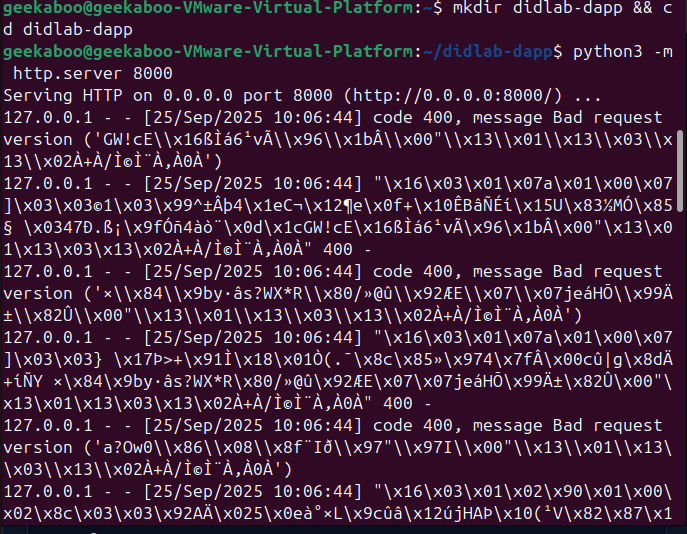 geekaboo@geekaboo-VMware-Virtual-Platform:~$ mkdir didlab-dapp && c
d didlab-dapp
geekaboo@geekaboo-VMware-Virtual-Platform:~/didlab-dapp$ python3 -m
 http.server 8000
Serving HTTP on 0.0.0.0 port 8000 (http://0.0.0.0:8000/) ...
127.0.0.1 - - [25/Sep/2025 10:06:44] code 400, message Bad request
version ('GW!cE\\x16ßÌá6¹vÃ\\x96\\x1bÂ\\x00"\\x13\\x01\\x13\\x03\\x
13\\x02À+À/Ì©Ì¨À,À0À')
127.0.0.1 - - [25/Sep/2025 10:06:44] "\x16\x03\x01\x07a\x01\x00\x07
]\x03\x03©1\x03\x99^±Âþ4\x1eC¬\x12¶e\x0f+\x10ÊBâÑÉí\x15U\x83½MÓ\x85
§ \x0347Ð.ß¡\x9fÓñ4àò¨\x0d\x1cGW!cE\x16ßÌá6¹vÃ\x96\x1bÂ\x00"\x13\x0
1\x13\x03\x13\x02À+À/Ì©Ì¨À,À0À" 400 -
127.0.0.1 - - [25/Sep/2025 10:06:44] code 400, message Bad request
version ('×\\x84\\x9by·âs?WX*R\\x80/»@û\\x92ÆE\\x07\\x07jeáHÕ\\x99Ä
±\\x82Û\\x00"\\x13\\x01\\x13\\x03\\x13\\x02À+À/Ì©Ì¨À,À0À')
127.0.0.1 - - [25/Sep/2025 10:06:44] "\x16\x03\x01\x07a\x01\x00\x07
]\x03\x03} \x17Þ>÷\x91Ì\x18\x01Ò(.¯\x8c\x85»\x974\x7fÂ\x00cû|g\x8dÄ
+íÑY ×\x84\x9by·âs?WX*R\x80/»@û\x92ÆE\x07\x07jeáHÕ\x99Ä±\x82Û\x00"\
x13\x01\x13\x03\x13\x02À+À/Ì©Ì¨À,À0À" 400 -
127.0.0.1 - - [25/Sep/2025 10:06:44] code 400, message Bad request
version ('a?Ow0\\x86\\x08\\x8f¨Ið\\x97"\\x97I\\x00"\\x13\\x01\\x13\
\x03\\x13\\x02À+À/Ì©Ì¨À,À0À')
127.0.0.1 - - [25/Sep/2025 10:06:44] "\x16\x03\x01\x02\x90\x01\x00\
x02\x8c\x03\x03\x92AÄ\x025\x0eà°×L\x9cûâ\x12újHAÞ\x10(¹V\x82\x87\x1